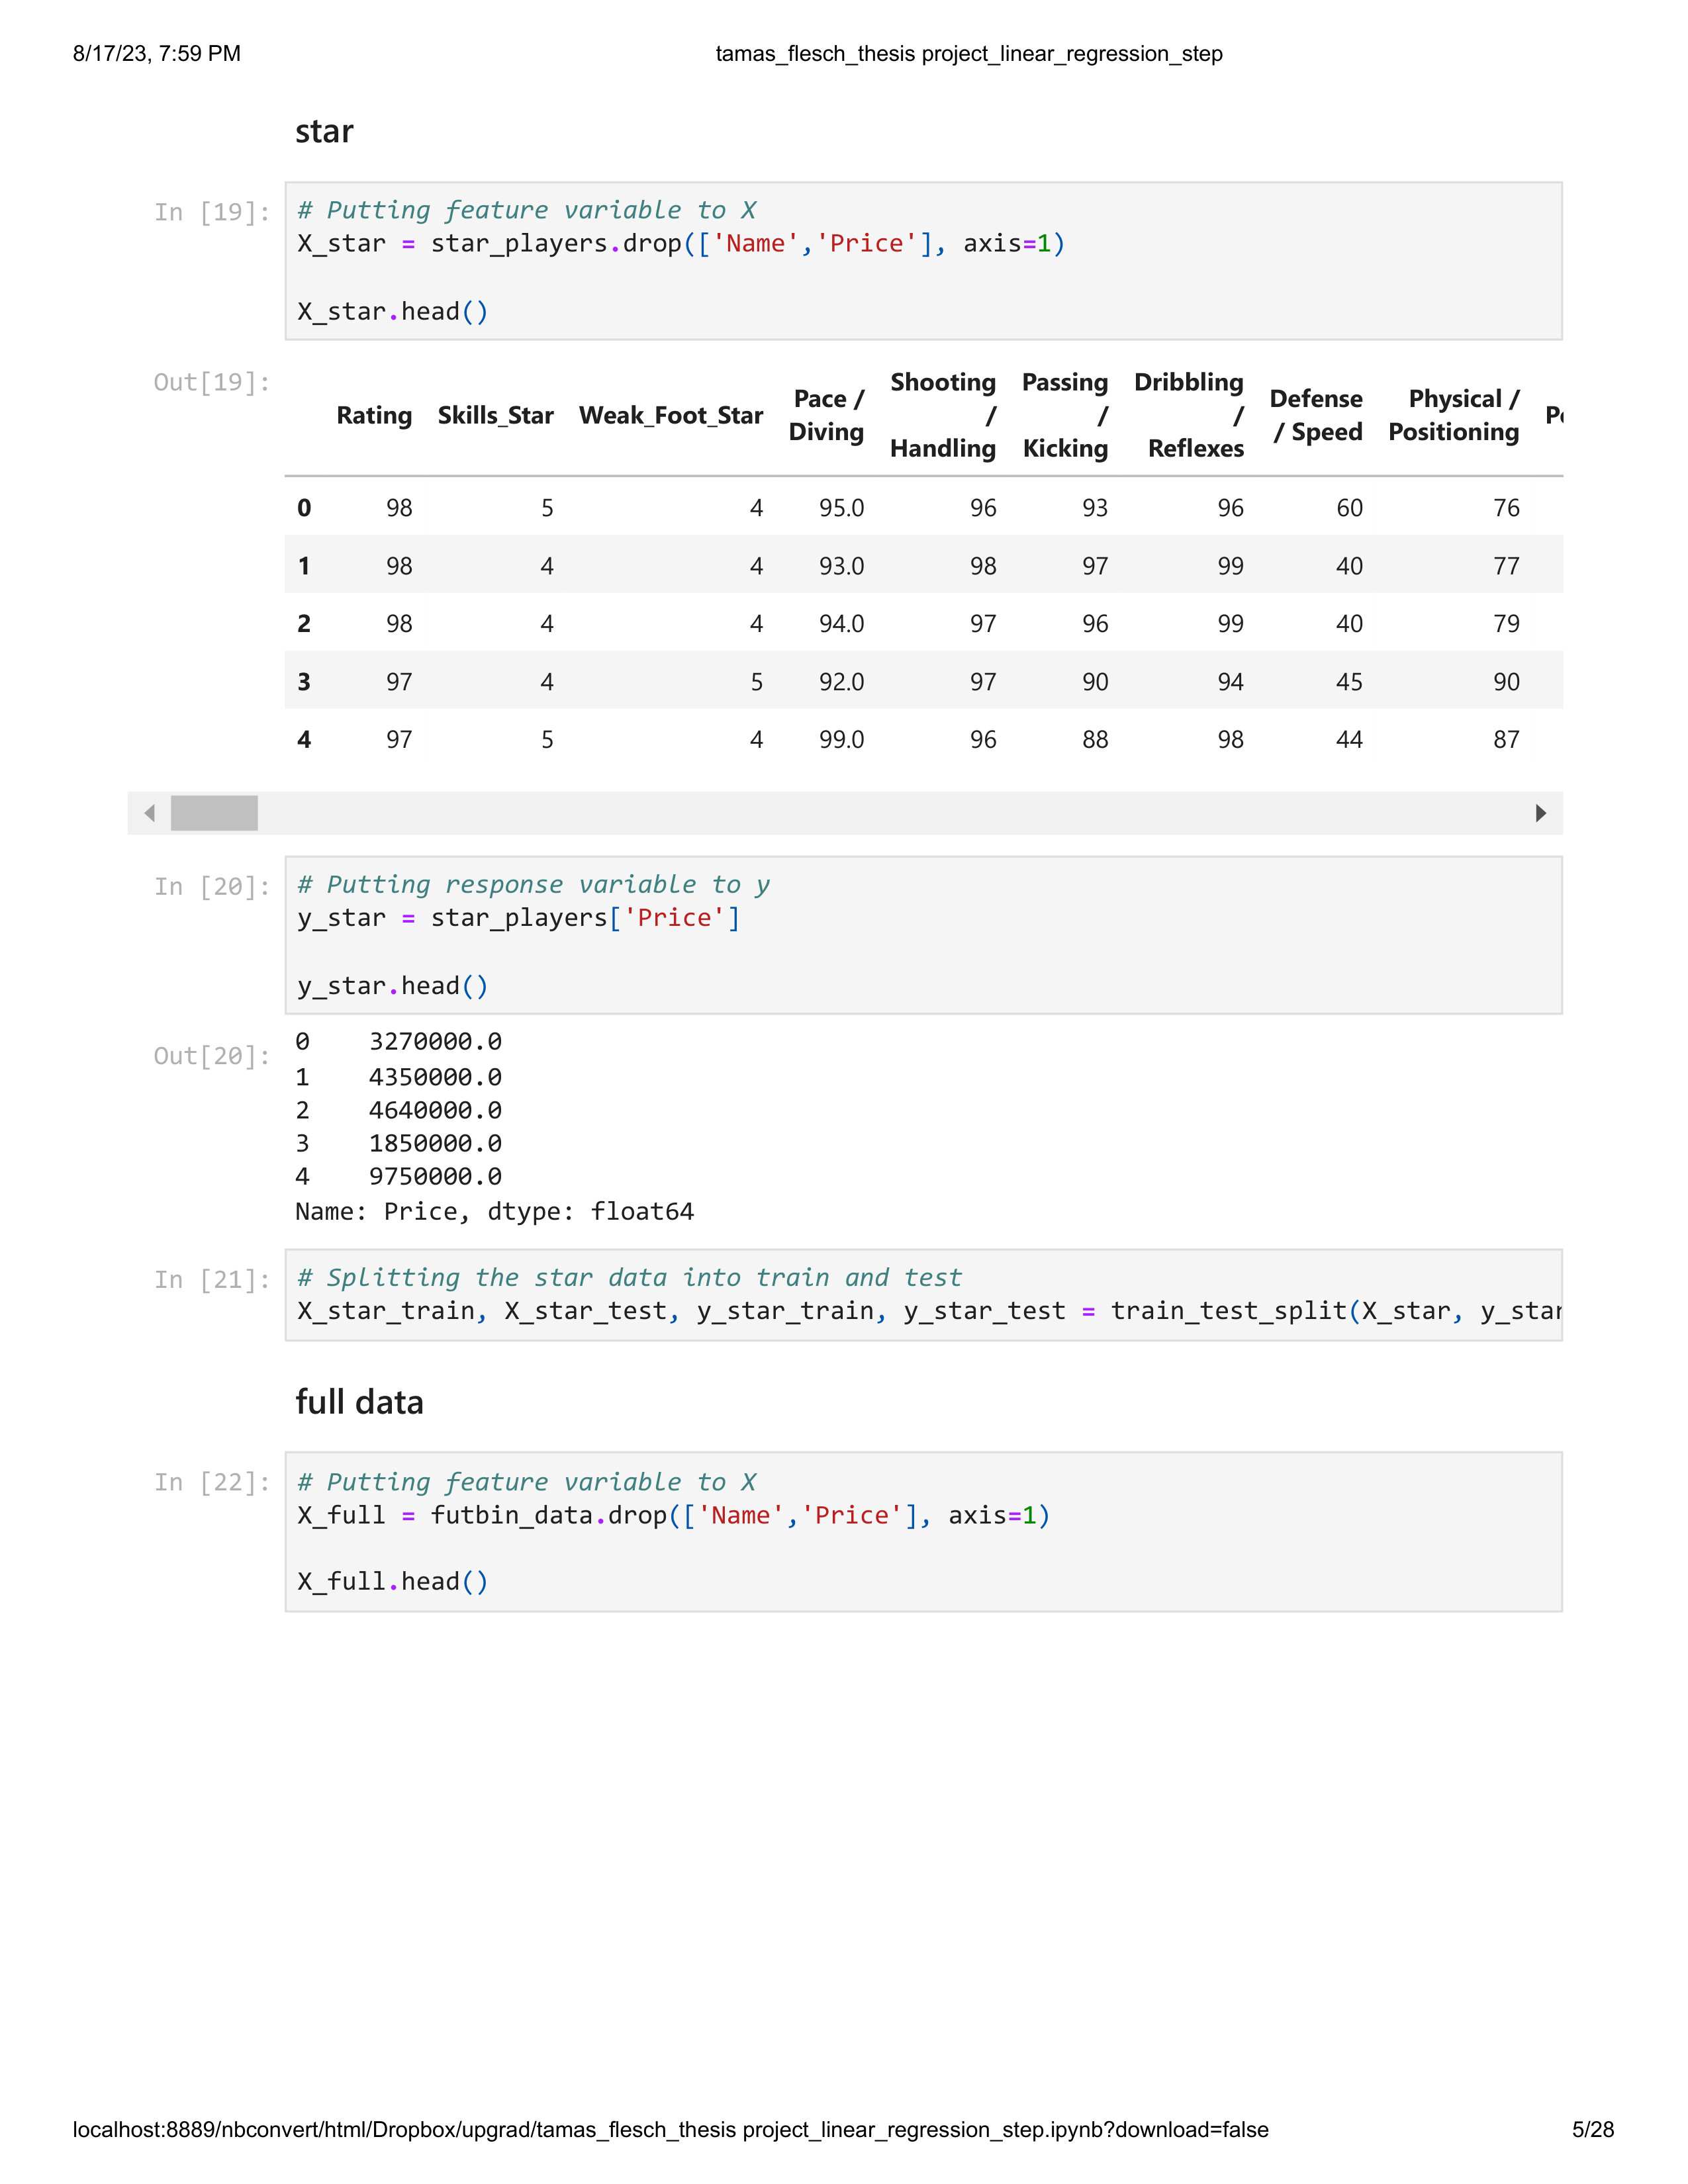 8/17/23, 7:59 PM tamas_flesch_thesis project_linear_regression_step
star
In [19]: # Putting feature variable to X
X_star = star_players.drop(['Name','Price'], axis=1)
X_star.head()
Out[19]:
Rating Skills_Star Weak_Foot_Star Pace / Diving Shooting / Handling Passing / Kicking Dribbling / Reflexes Defense / Speed Physical / Positioning
0 98 5 4 95.0 96 93 96 60 76
1 98 4 4 93.0 98 97 99 40 77
2 98 4 4 94.0 97 96 99 40 79
3 97 4 5 92.0 97 90 94 45 90
4 97 5 4 99.0 96 88 98 44 87
In [20]: # Putting response variable to y
y_star = star_players['Price']
y_star.head()
Out[20]: 0 3270000.0
1 4350000.0
2 4640000.0
3 1850000.0
4 9750000.0
Name: Price, dtype: float64
In [21]: # Splitting the star data into train and test
X_star_train, X_star_test, y_star_train, y_star_test = train_test_split(X_star, y_star
full data
In [22]: # Putting feature variable to X
X_full = futbin_data.drop(['Name','Price'], axis=1)
X_full.head()
localhost:8889/nbconvert/html/Dropbox/upgrad/tamas_flesch_thesis project_linear_regression_step.ipynb?download=false 5/28